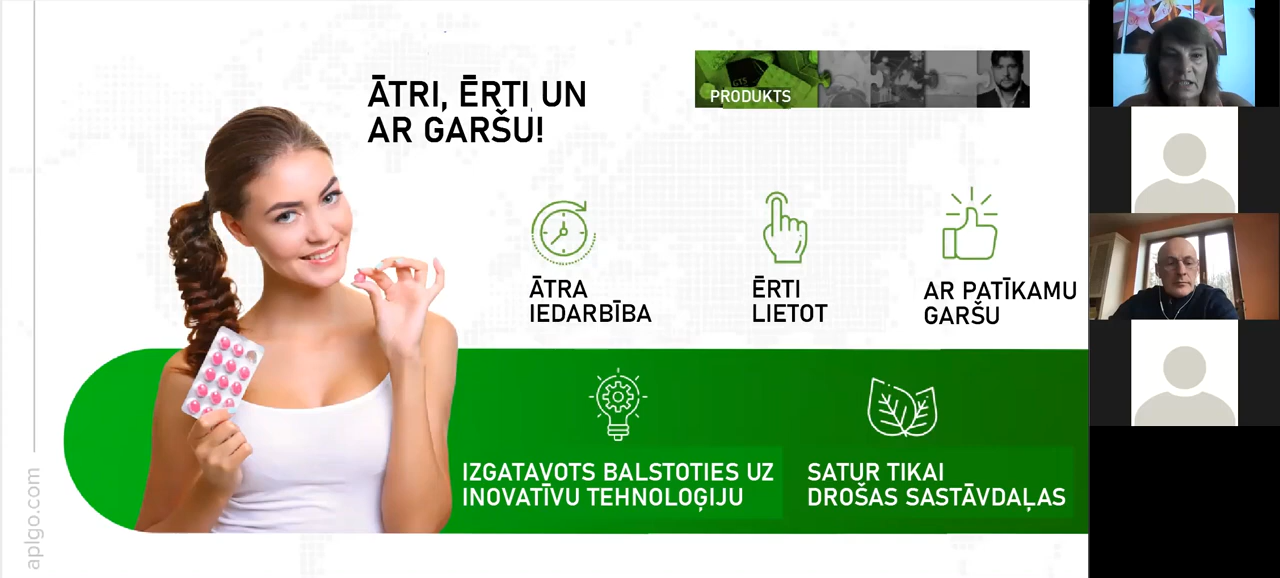 ĀTRI, ĒRTI UN
AR GARŠU!
PRODUKTS
ĀTRA
IEDARBĪBA
ĒRTI
LIETOT
AR PATĪKAMU
GARŠU
IZGATAVOTS BALSTOTIES UZ
INOVATĪVU TEHNOLOĢIJU
SATUR TIKAI
DROŠAS SASTĀVDAĻAS
aplgo.com